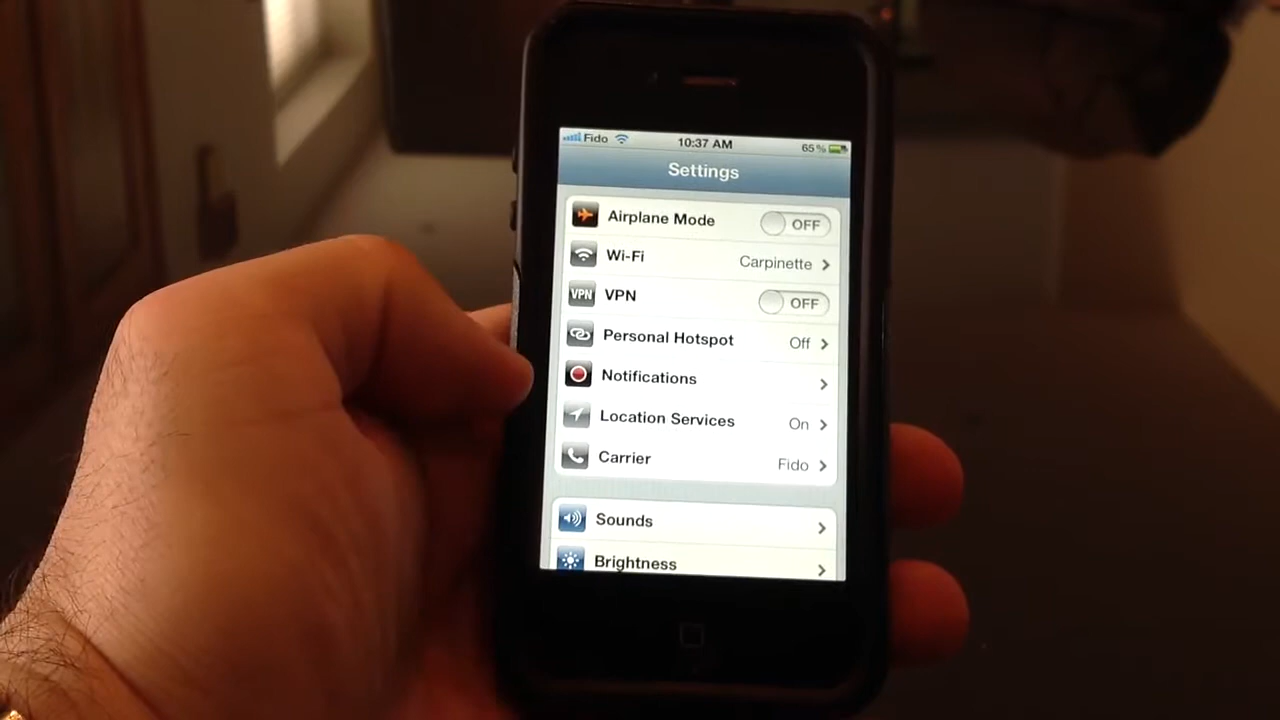 Fido 10:37 AM 65%
Settings
Airplane Mode OFF
Wi-Fi Carpinette
VPN VPN OFF
Personal Hotspot Off
Notifications
Location Services On
Carrier Fido
Sounds
Brightness